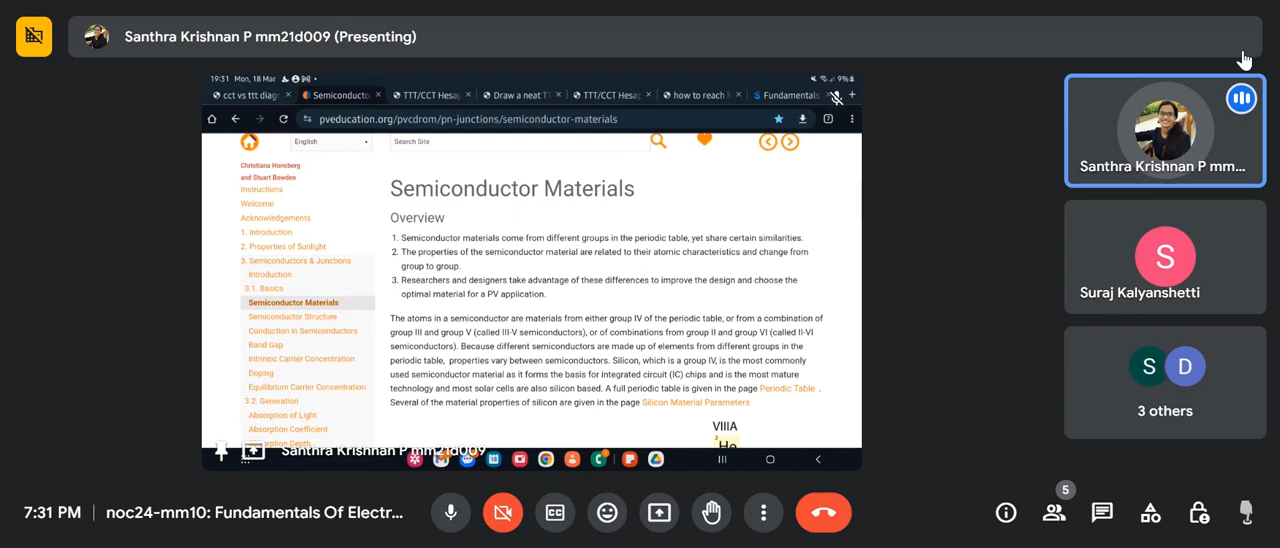 Santhra Krishnan P mm21d009 (Presenting)
19:31 Mon, 18 Mar
9%
cct vs ttt diagr
Semiconducto
TTT/CCT Hesa
Draw a neat T
TTT/CCT Hesap
how to reach h
Fundamentals
pveducation.org/pvcdrom/pn-junctions/semiconductor-materials
English
Search Site
Christiana Honsberg
and Stuart Bowden
Instructions
Welcome
Acknowledgements
1. Introduction
2. Properties of Sunlight
3. Semiconductors & Junctions
Introduction
3.1. Basics
Semiconductor Materials
Semiconductor Structure
Conduction in Semiconductors
Band Gap
Intrinsic Carrier Concentration
Doping
Equilibrium Carrier Concentration
3.2. Generation
Absorption of Light
Absorption Coefficient
Absorption Depth
Semiconductor Materials
Overview
1. Semiconductor materials come from different groups in the periodic table, yet share certain similarities.
2. The properties of the semiconductor material are related to their atomic characteristics and change from
group to group.
3. Researchers and designers take advantage of these differences to improve the design and choose the
optimal material for a PV application.
The atoms in a semiconductor are materials from either group IV of the periodic table, or from a combination of
group III and group V (called III-V semiconductors), or of combinations from group II and group VI (called II-VI
semiconductors). Because different semiconductors are made up of elements from different groups in the
periodic table, properties vary between semiconductors. Silicon, which is a group IV, is the most commonly
used semiconductor material as it forms the basis for integrated circuit (IC) chips and is the most mature
technology and most solar cells are also silicon based. A full periodic table is given in the page Periodic Table .
Several of the material properties of silicon are given in the page Silicon Material Parameters
VIIIA
2
He
Santhra Krishnan P mm21d009
Santhra Krishnan P mm...
S
Suraj Kalyanshetti
S D
3 others
7:31 PM | noc24-mm10: Fundamentals Of Electr...
5